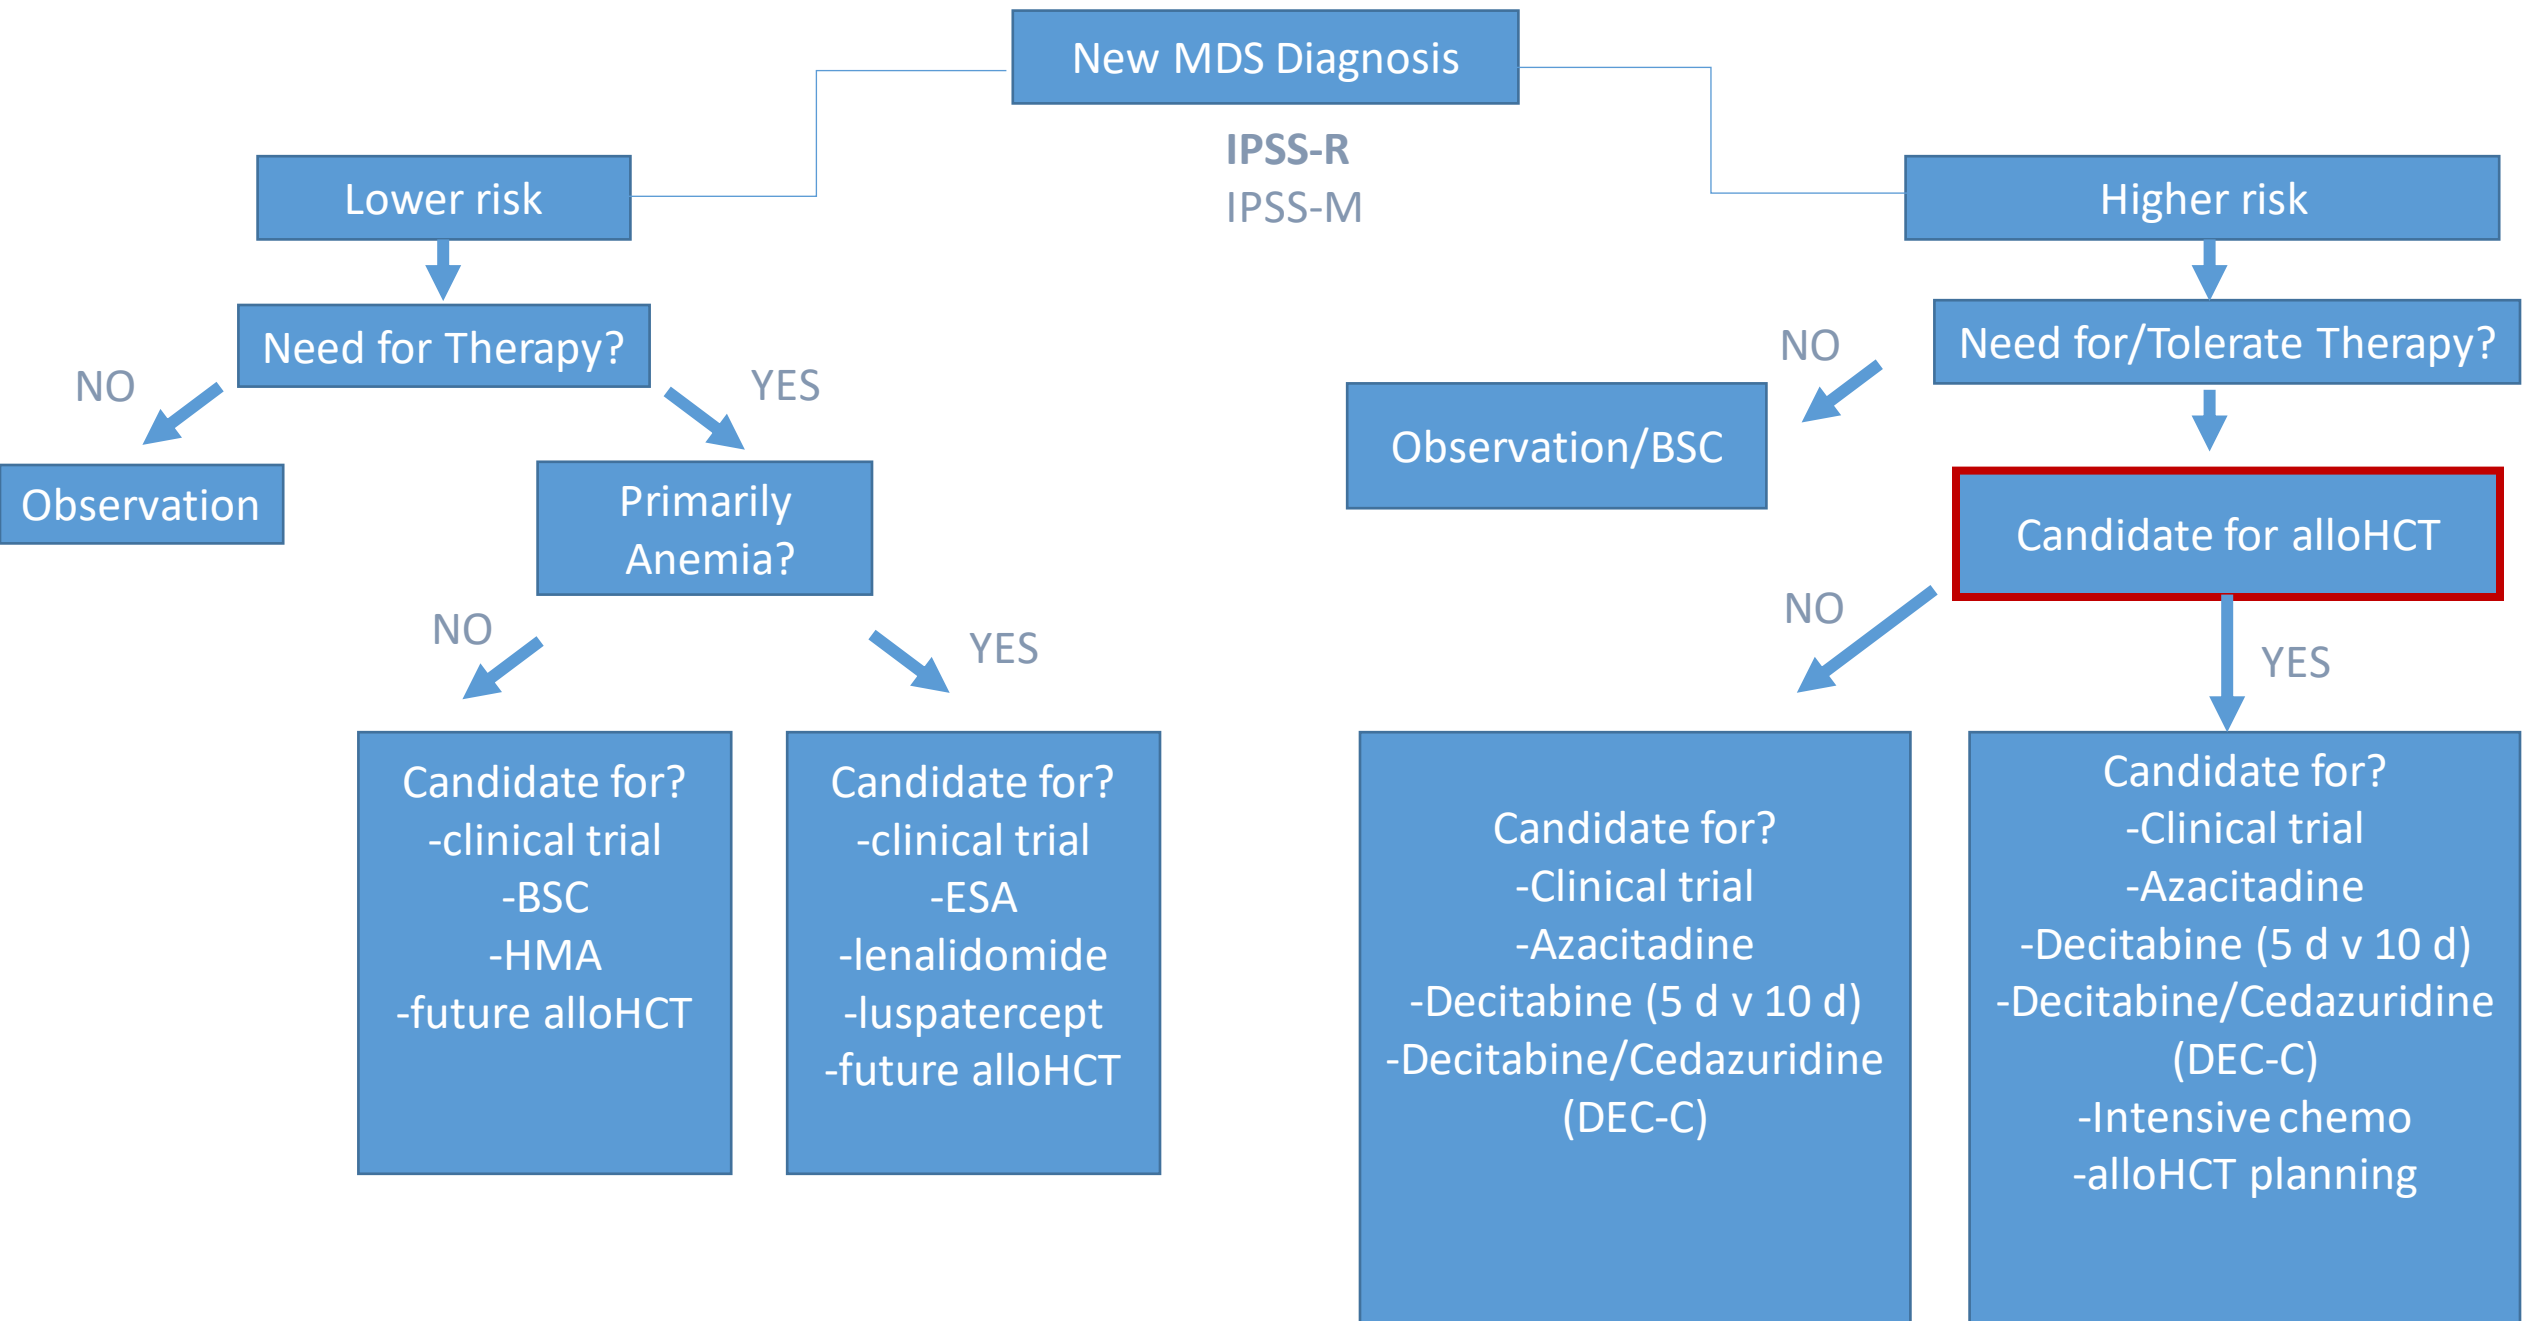 New MDS Diagnosis
IPSS-R
IPSS-M
Lower risk
Higher risk
Need for Therapy?
Need for/Tolerate Therapy?
NO
YES
NO
Observation
Primarily
Anemia?
Observation/BSC
Candidate for alloHCT
NO
YES
NO
YES
Candidate for?
-clinical trial
-BSC
-HMA
-future alloHCT
Candidate for?
-clinical trial
-ESA
-lenalidomide
-luspatercept
-future alloHCT
Candidate for?
-Clinical trial
-Azacitadine
-Decitabine (5 d v 10 d)
-Decitabine/Cedazuridine
(DEC-C)
Candidate for?
-Clinical trial
-Azacitadine
-Decitabine (5 d v 10 d)
-Decitabine/Cedazuridine
(DEC-C)
-Intensive chemo
-alloHCT planning